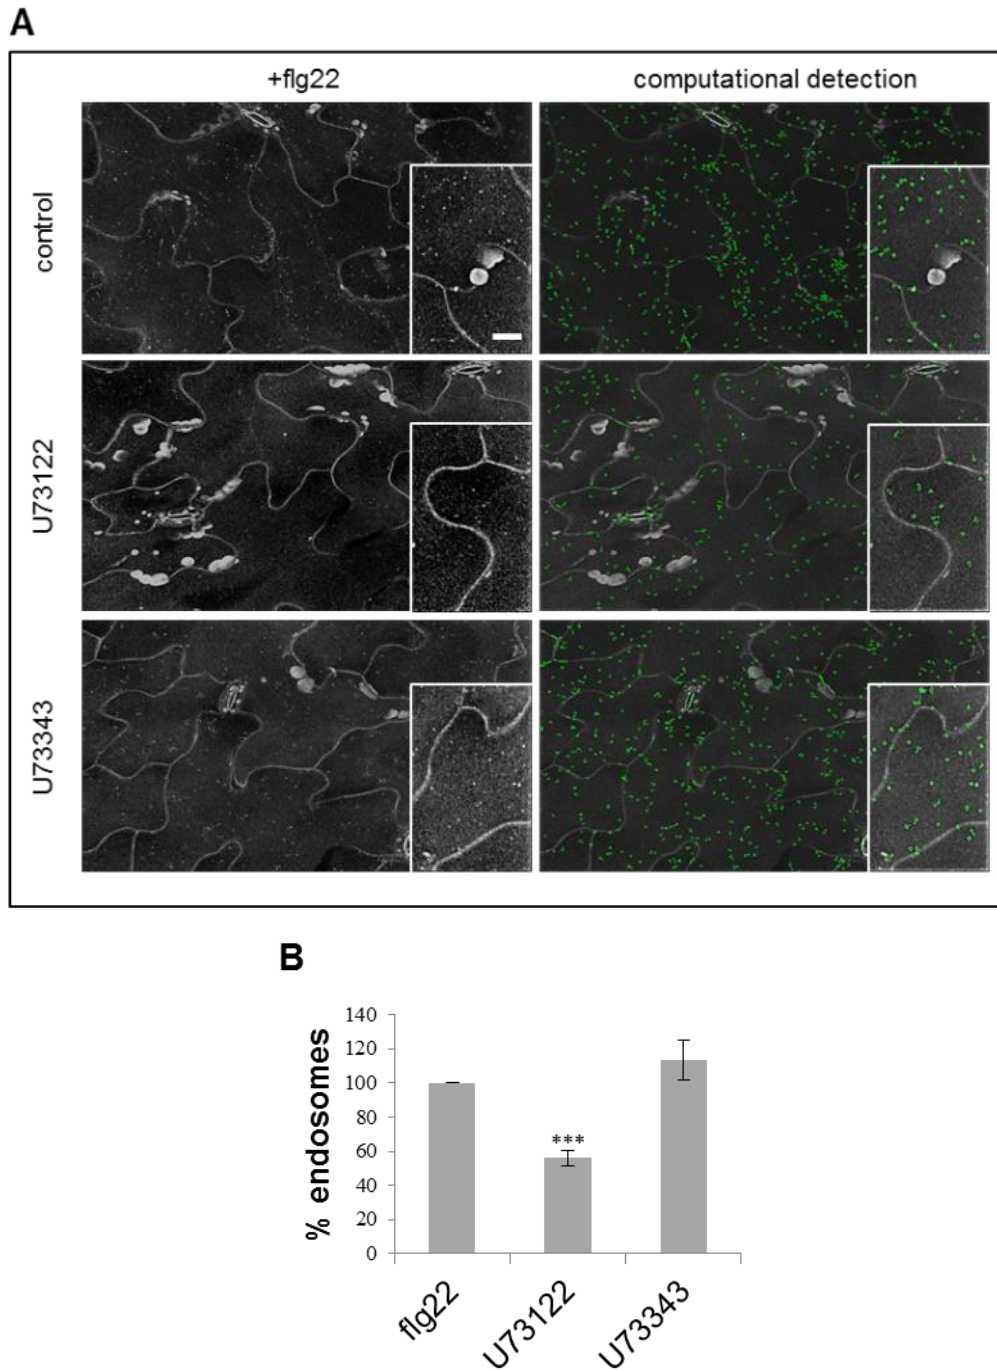 A
+flg22
computational detection
control
U73122
U73343
B
% endosomes
140
120
100
80
60
40
20
0
***
flg22
U73122
U73343